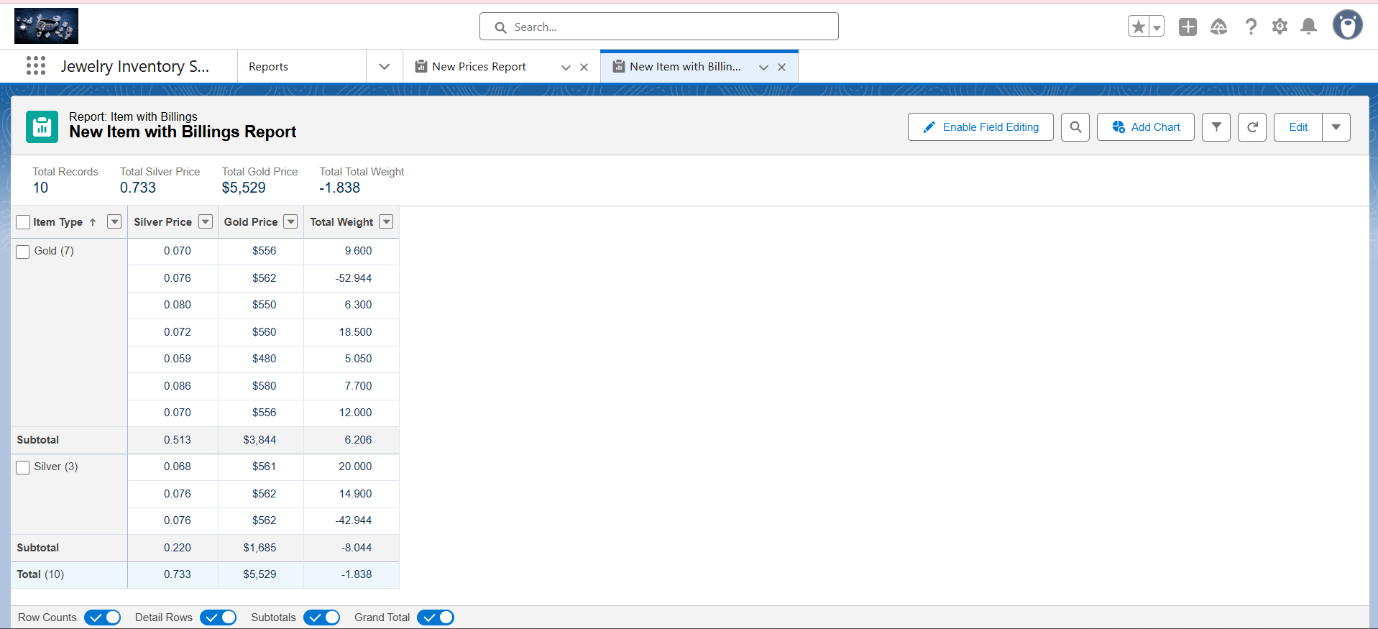 Search...
Jewelry Inventory S...
Reports
New Prices Report
New Item with Billin...
Report: Item with Billings
New Item with Billings Report
Enable Field Editing
Add Chart
Edit
Total Records Total Silver Price Total Gold Price Total Total Weight
10 0.733 $5,529 -1.838
Item Type ↑ Silver Price Gold Price Total Weight
Gold (7) 0.070 $556 9.600
0.076 $562 -52.944
0.080 $550 6.300
0.072 $560 18.500
0.059 $480 5.050
0.086 $580 7.700
0.070 $556 12.000
Subtotal 0.513 $3,844 6.206
Silver (3) 0.068 $561 20.000
0.076 $562 14.900
0.076 $562 -42.944
Subtotal 0.220 $1,685 -8.044
Total (10) 0.733 $5,529 -1.838
Row Counts Detail Rows Subtotals Grand Total